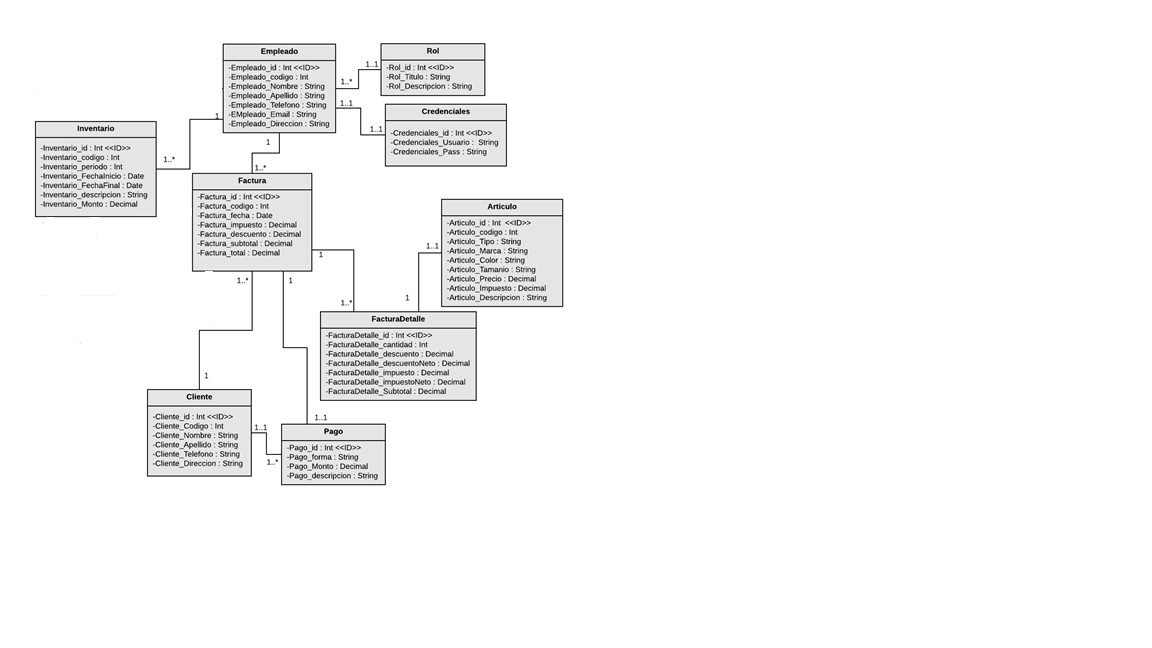 Empleado
-Empleado_id : Int <<ID>>
-Empleado_codigo : Int
-Empleado_Nombre : String
-Empleado_Apellido : String
-Empleado_Telefono : String
-EMpleado_Email : String
-Empleado_Direccion : String
1..*
1..1
Rol
-Rol_id : Int <<ID>>
-Rol_Titulo : String
-Rol_Descripcion : String
1..1
1..1
Credenciales
-Credenciales_id : Int <<ID>>
-Credenciales_Usuario : String
-Credenciales_Pass : String
1
1..*
Inventario
-Inventario_id : Int <<ID>>
-Inventario_codigo : Int
-Inventario_periodo : Int
-Inventario_FechaInicio : Date
-Inventario_FechaFinal : Date
-Inventario_descripcion : String
-Inventario_Monto : Decimal
1
1..*
Factura
-Factura_id : Int <<ID>>
-Factura_codigo : Int
-Factura_fecha : Date
-Factura_impuesto : Decimal
-Factura_descuento : Decimal
-Factura_subtotal : Decimal
-Factura_total : Decimal
1
1..*
1..*
1
Articulo
-Articulo_id : Int <<ID>>
-Articulo_codigo : Int
-Articulo_Tipo : String
-Articulo_Marca : String
-Articulo_Color : String
-Articulo_Tamanio : String
-Articulo_Precio : Decimal
-Articulo_Impuesto : Decimal
-Articulo_Descripcion : String
1..1
1
FacturaDetalle
-FacturaDetalle_id : Int <<ID>>
-FacturaDetalle_cantidad : Int
-FacturaDetalle_descuento : Decimal
-FacturaDetalle_descuentoNeto : Decimal
-FacturaDetalle_impuesto : Decimal
-FacturaDetalle_impuestoNeto : Decimal
-FacturaDetalle_Subtotal : Decimal
1
Cliente
-Cliente_id : Int <<ID>>
-Cliente_Codigo : Int
-Cliente_Nombre : String
-Cliente_Apellido : String
-Cliente_Telefono : String
-Cliente_Direccion : String
1..1
1..*
1..1
Pago
-Pago_id : Int <<ID>>
-Pago_forma : String
-Pago_Monto : Decimal
-Pago_descripcion : String